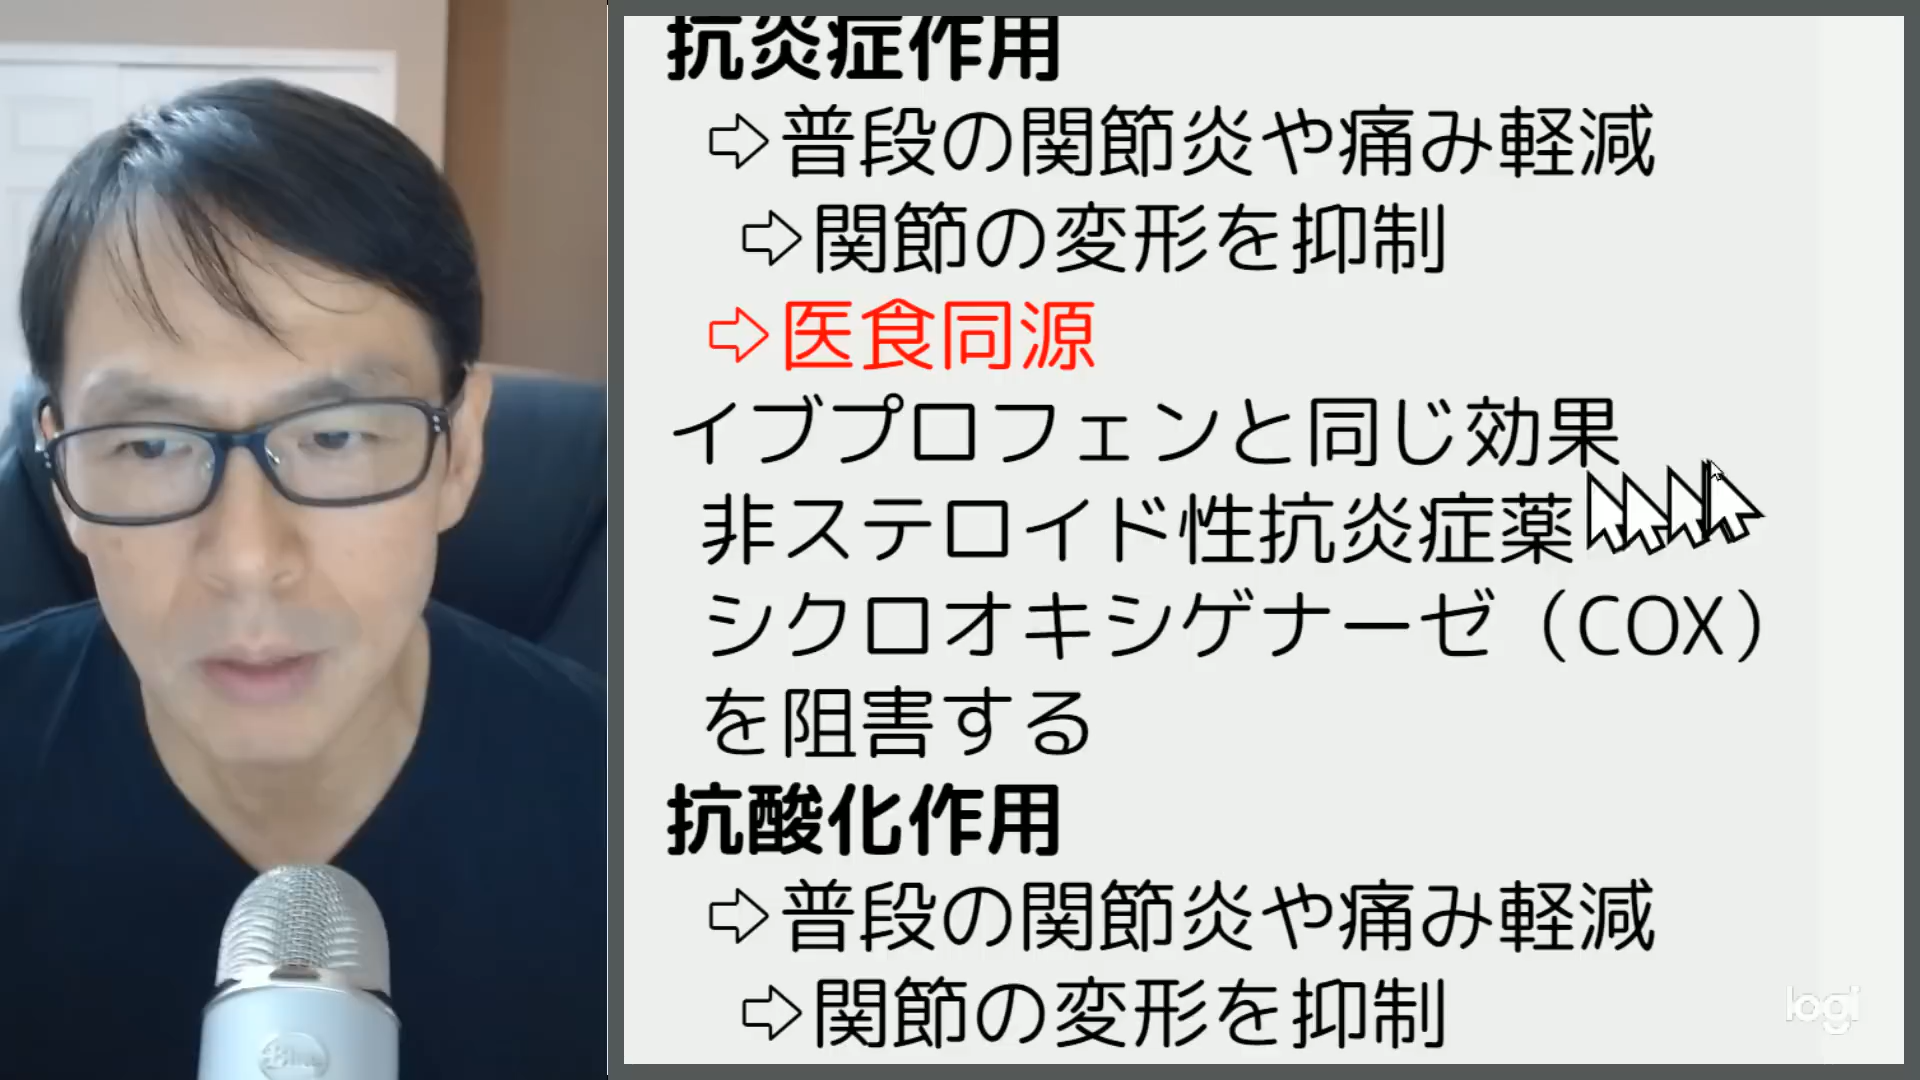 抗炎症作用
⇨普段の関節炎や痛み軽減
⇨関節の変形を抑制
⇨医食同源
イブプロフェンと同じ効果
非ステロイド性抗炎症薬
シクロオキシゲナーゼ（COX）
を阻害する
抗酸化作用
⇨普段の関節炎や痛み軽減
⇨関節の変形を抑制
logi
Blue